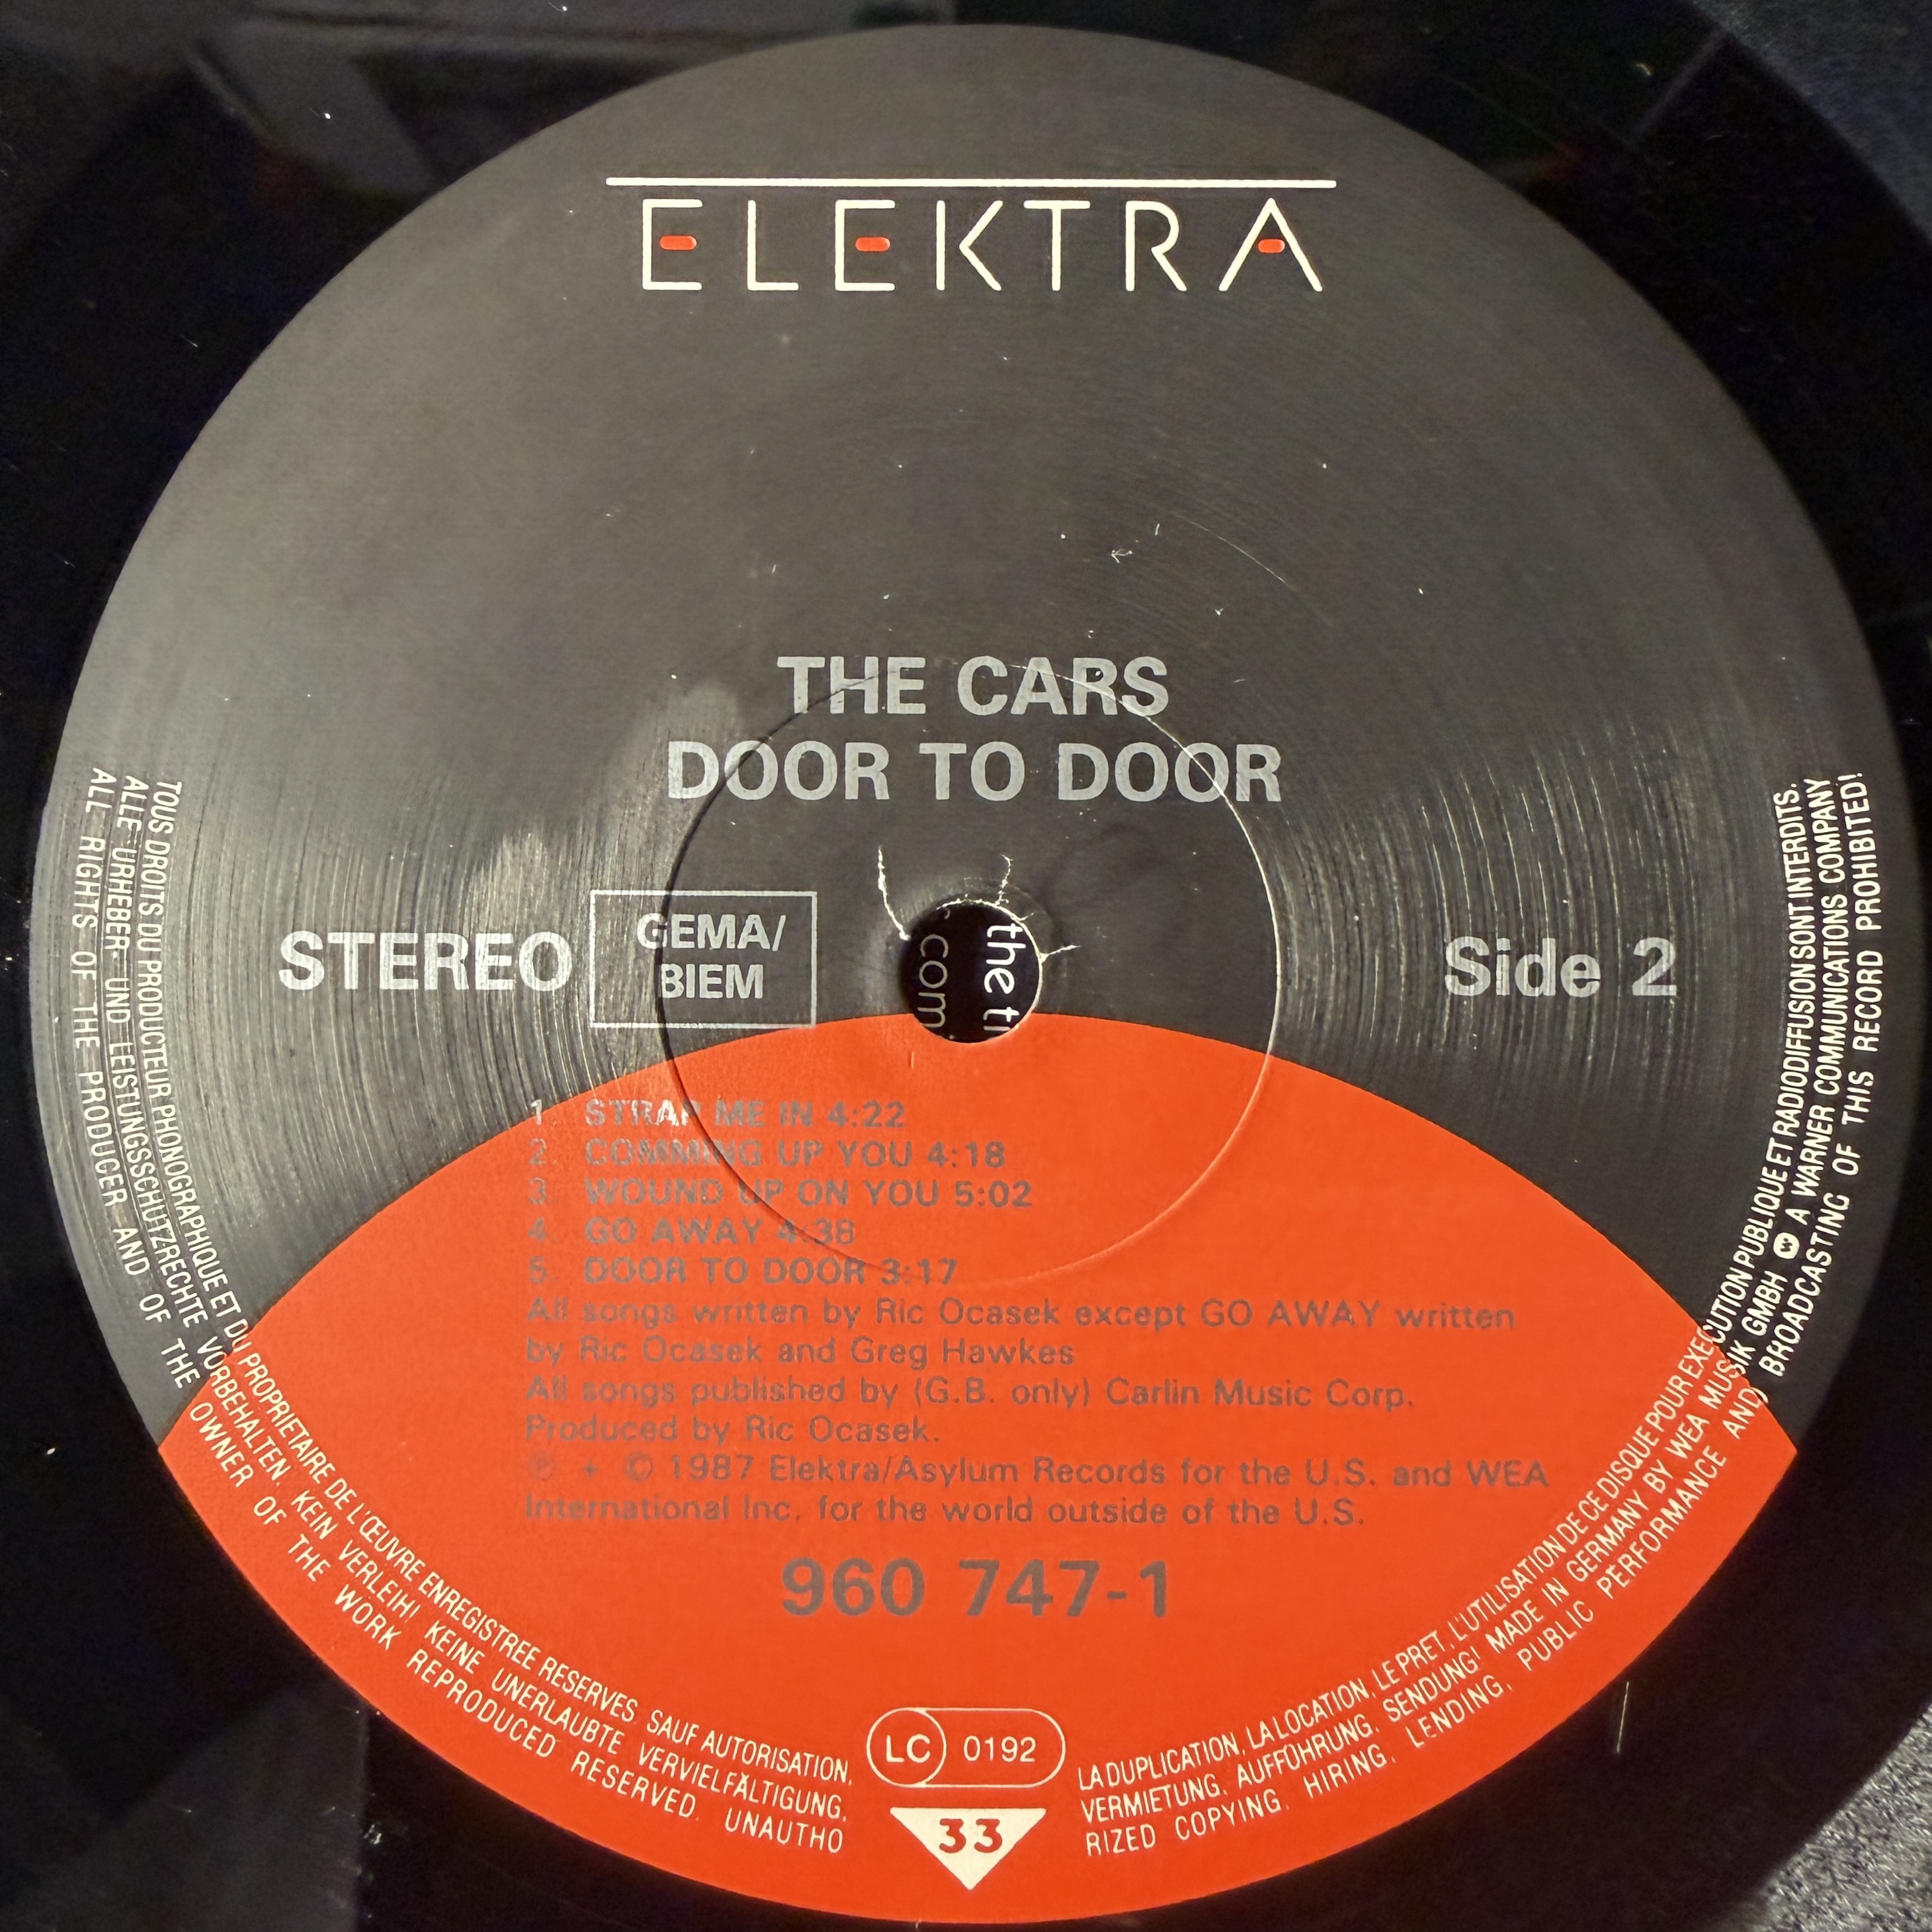 ELEKTRA
THE CARS
DOOR TO DOOR
STEREO
GEMA/
BIEM
Side 2
the
com
1. STRAP ME IN 4:22
2. COMMING UP YOU 4:18
3. WOUND UP ON YOU 5:02
4. GO AWAY 4:38
5. DOOR TO DOOR 3:17
All songs written by Ric Ocasek except GO AWAY written
by Ric Ocasek and Greg Hawkes
All songs published by (G.B. only) Carlin Music Corp.
Produced by Ric Ocasek.
℗ + © 1987 Elektra/Asylum Records for the U.S. and WEA
International Inc. for the world outside of the U.S.
960 747-1
LC 0192
33
TOUS DROITS DU PRODUCTEUR PHONOGRAPHIQUE ET DU PROPRIETAIRE DE L'ŒUVRE ENREGISTREE RESERVES SAUF AUTORISATION, LA DUPLICATION, LA LOCATION, LE PRET, L'UTILISATION DE CE DISQUE POUR EXECUTION PUBLIQUE ET RADIODIFFUSION SONT INTERDITS.
ALLE URHEBER- UND LEISTUNGSSCHUTZRECHTE VORBEHALTEN. KEIN VERLEIH! KEINE UNERLAUBTE VERVIELFÄLTIGUNG, VERMIETUNG, AUFFÜHRUNG, SENDUNG! MADE IN GERMANY BY WEA MUSIK GMBH W A WARNER COMMUNICATIONS COMPANY
ALL RIGHTS OF THE PRODUCER AND OF THE OWNER OF THE WORK REPRODUCED RESERVED. UNAUTHORIZED COPYING, HIRING, LENDING, PUBLIC PERFORMANCE AND BROADCASTING OF THIS RECORD PROHIBITED!